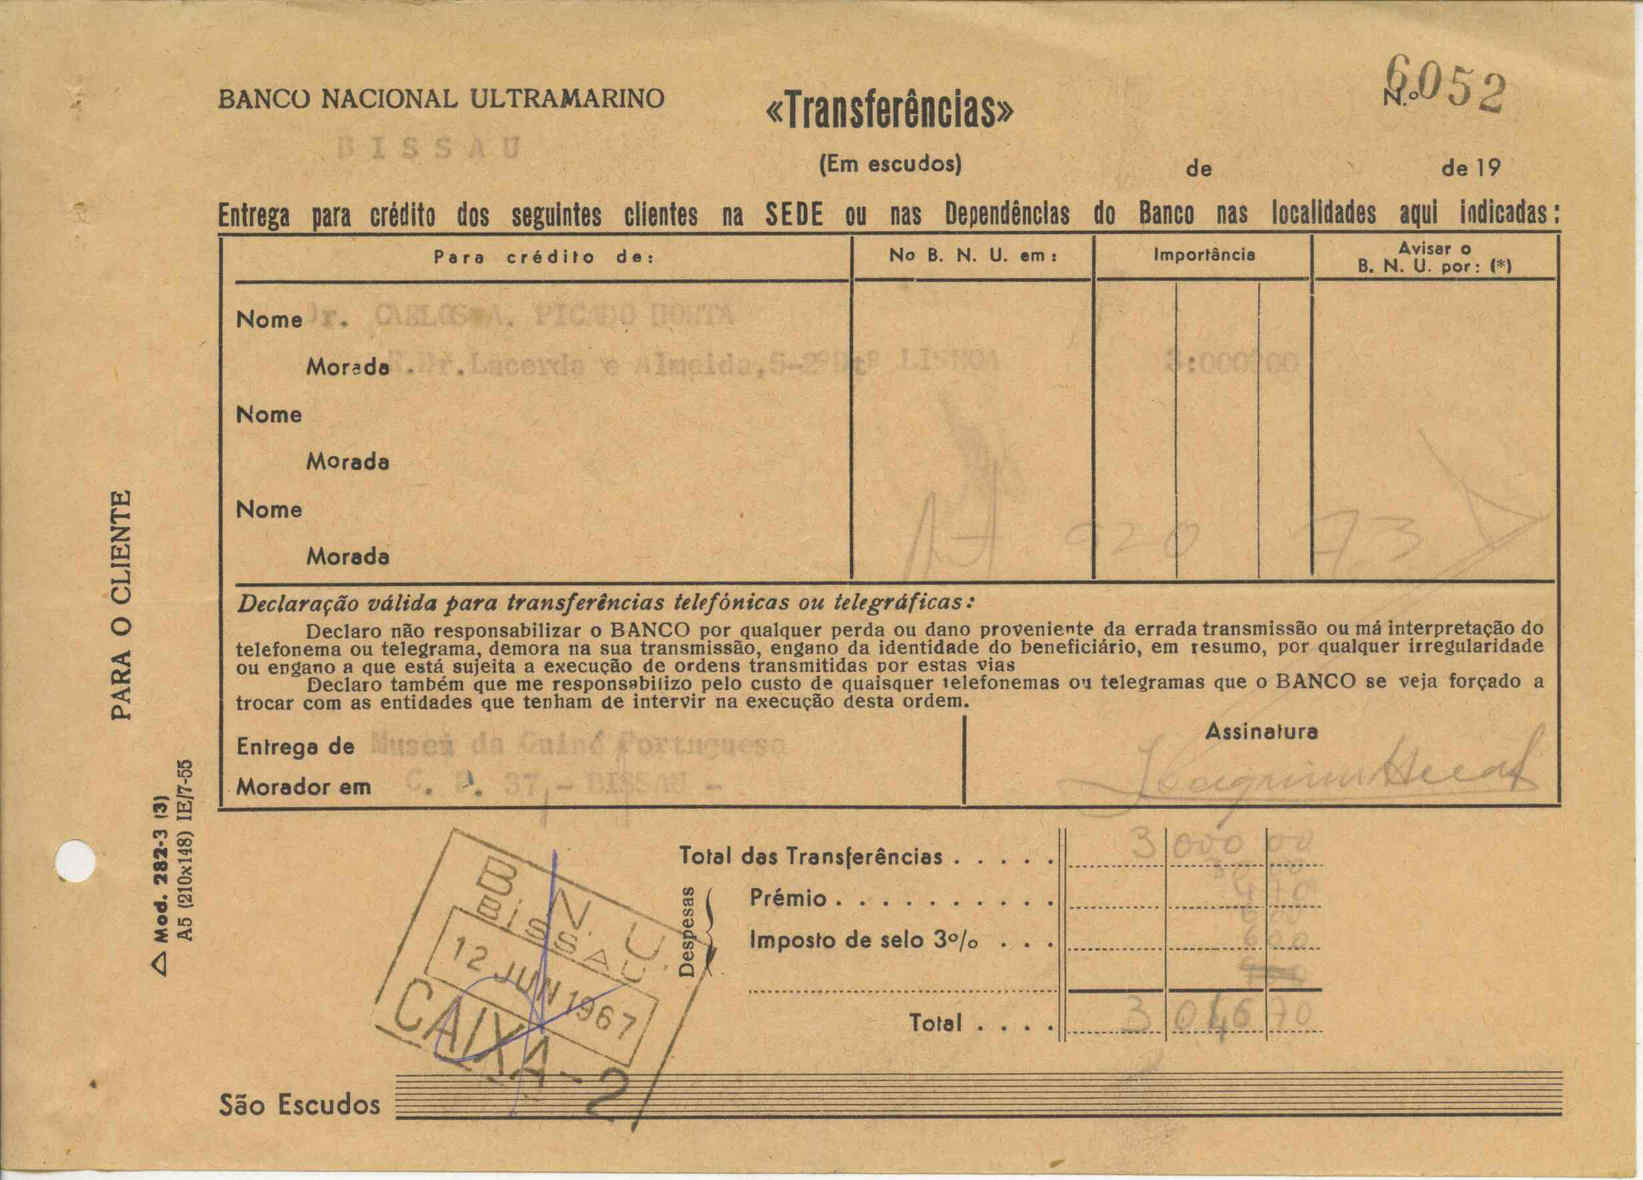 BANCO NACIONAL ULTRAMARINO
BISSAU
«Transferências»
(Em escudos)
N.º 6052
de de 19
Entrega para crédito dos seguintes clientes na SEDE ou nas Dependências do Banco nas localidades aqui indicadas:
Para crédito de: No B. N. U. em: Importância Avisar o B. N. U. por: (*)
Nome Dr. CARLOS A. PICADO HORTA
Morada R.Dr.Lacerda e Almeida,5-2ºDtº LISBOA 3:000$00
Nome
Morada
Nome
Morada
Declaração válida para transferências telefónicas ou telegráficas:
Declaro não responsabilizar o BANCO por qualquer perda ou dano proveniente da errada transmissão ou má interpretação do
telefonema ou telegrama, demora na sua transmissão, engano da identidade do beneficiário, em resumo, por qualquer irregularidade
ou engano a que está sujeita a execução de ordens transmitidas por estas vias
Declaro também que me responsabilizo pelo custo de quaisquer telefonemas ou telegramas que o BANCO se veja forçado a
trocar com as entidades que tenham de intervir na execução desta ordem.
Entrega de Museu da Guiné Portuguesa
Morador em C. P. 37,- BISSAU -
Assinatura
Total das Transferências . . . . . 3 000 00
Despesas
Prémio . . . . . . . . . .
Imposto de selo 3% . . .
Total . . . . 3 046 70
São Escudos
B. N. U.
BISSAU
12 JUN 1967
CAIXA-2
PARA O CLIENTE
△ Mod. 282-3 (3)
A5 (210x148) IE/7-55